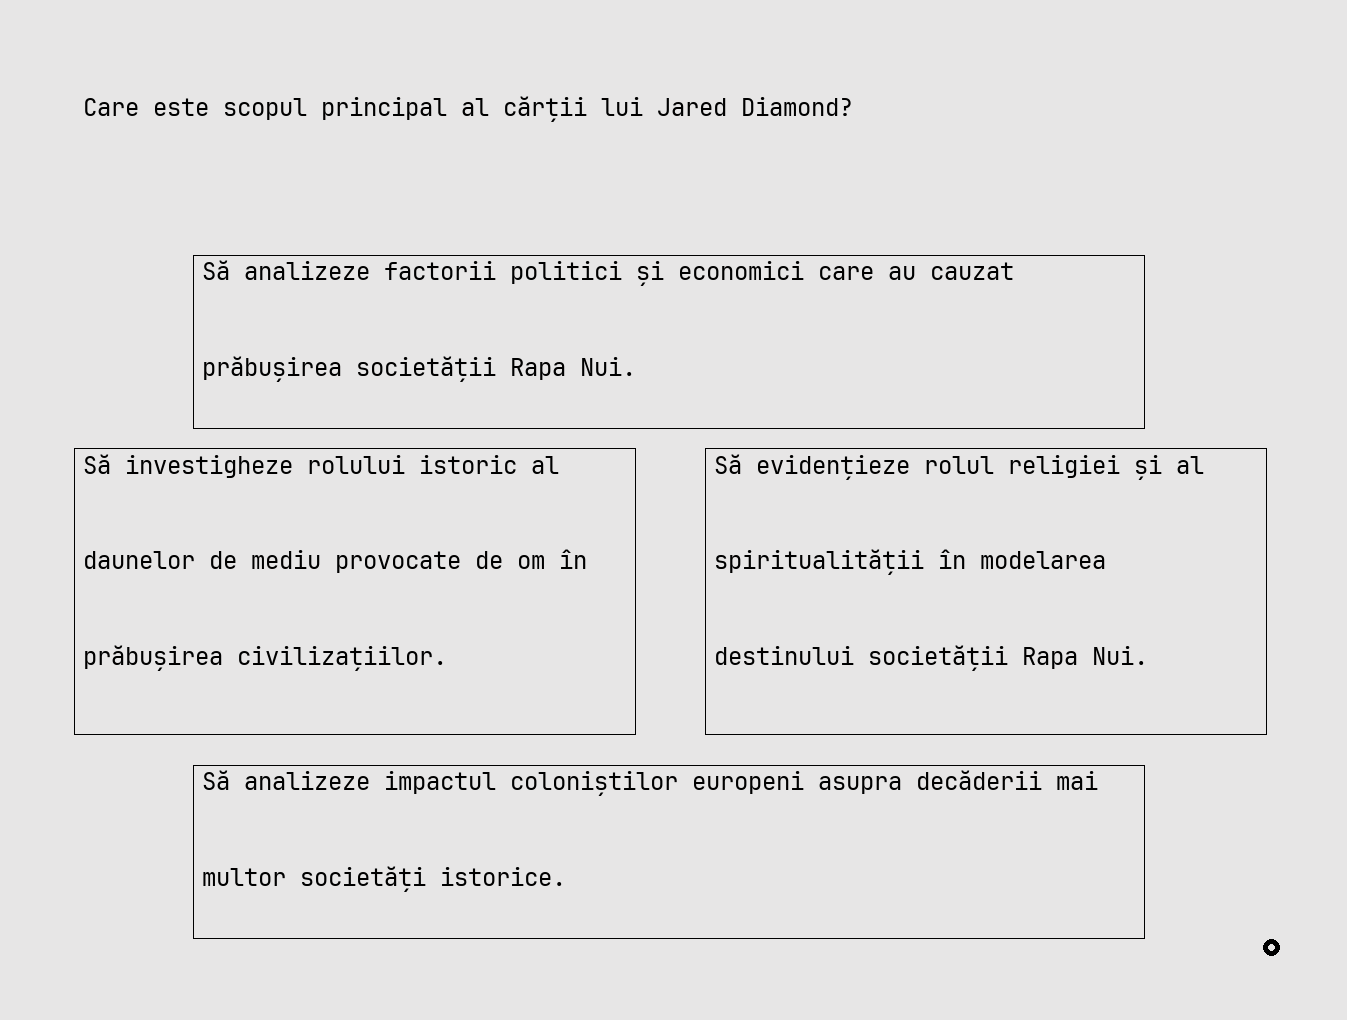 Care este scopul principal al cărții lui Jared Diamond?
Să analizeze factorii politici și economici care au cauzat
prăbușirea societății Rapa Nui.
Să investigheze rolului istoric al
daunelor de mediu provocate de om în
prăbușirea civilizațiilor.
Să evidențieze rolul religiei și al
spiritualității în modelarea
destinului societății Rapa Nui.
Să analizeze impactul coloniștilor europeni asupra decăderii mai
multor societăți istorice.